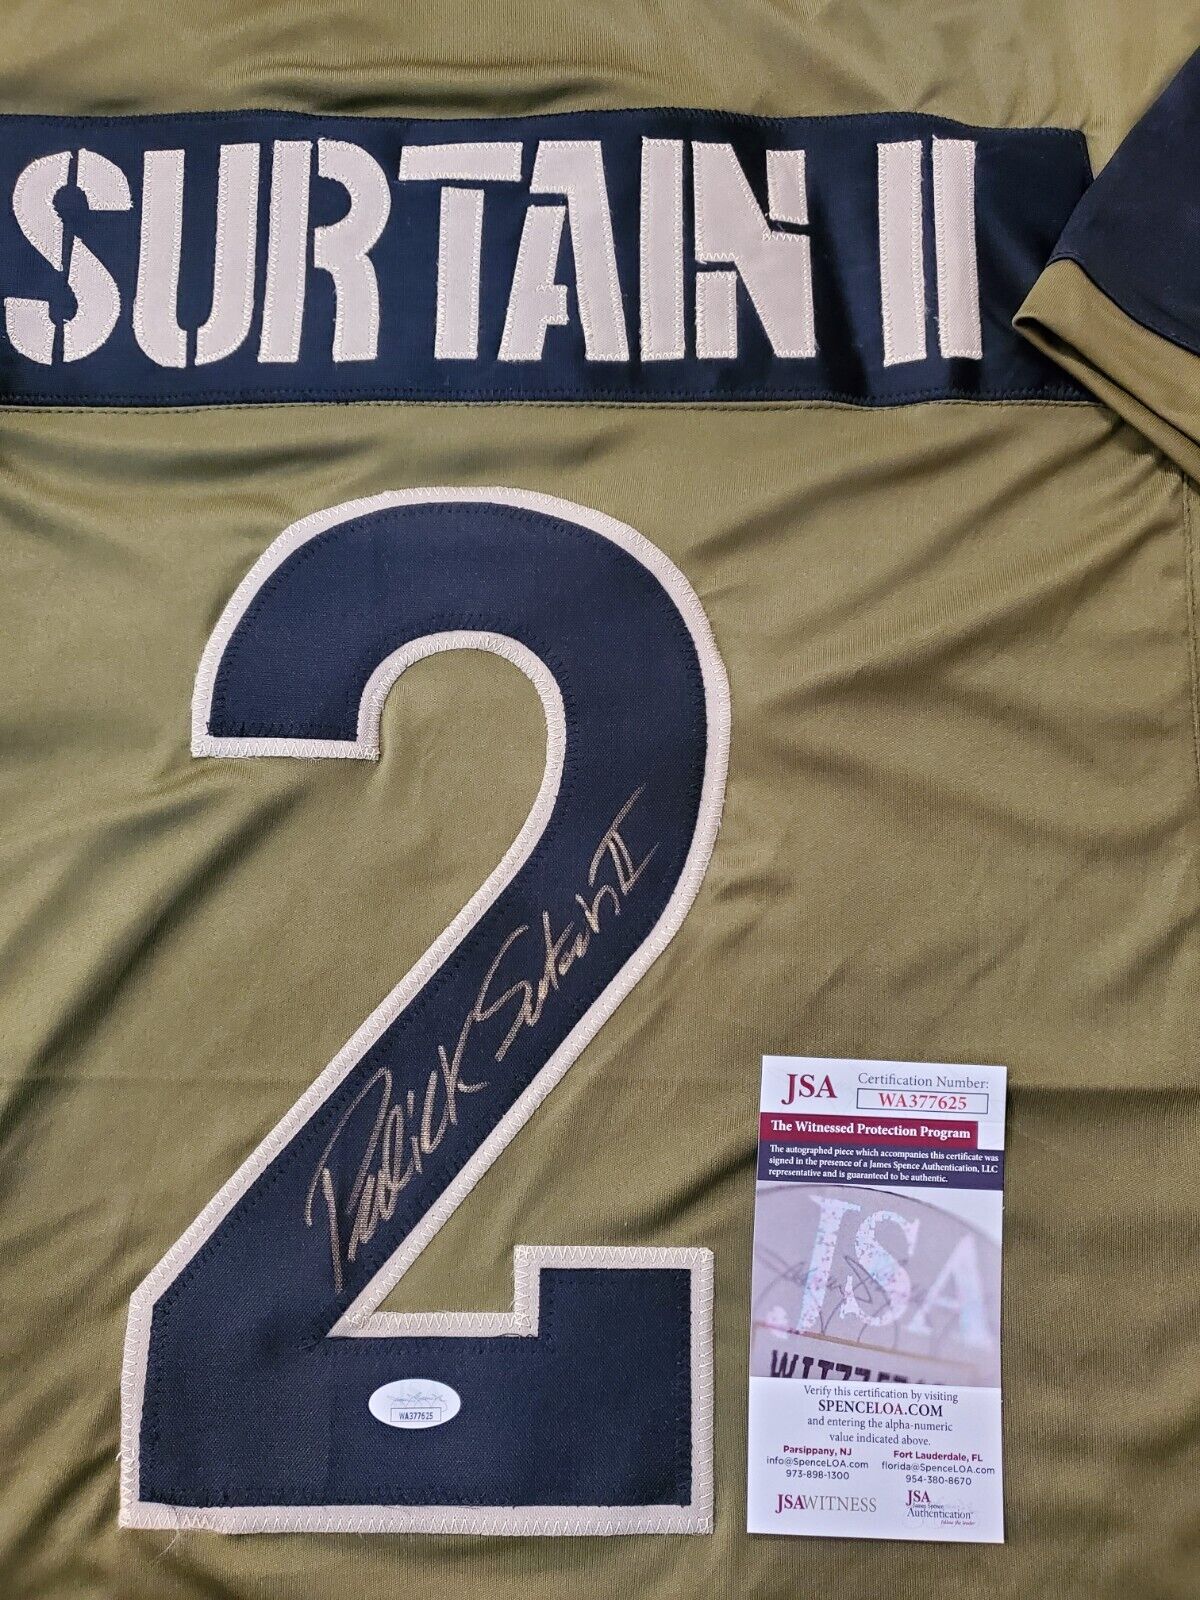 SURTAIN II
2
Patrick Surtain II
WA377625
JSA
Certification Number:
WA377625
The Witnessed Protection Program
The autographed piece which accompanies this certificate was
signed in the presence of a James Spence Authentication, LLC
representative and is guaranteed to be authentic.
JSA
Verify this certification by visiting
SPENCELOA.COM
and entering the alpha-numeric
value indicated above.
Parsippany, NJ
info@SpenceLOA.com
973-898-1300
Fort Lauderdale, FL
florida@SpenceLOA.com
954-380-8670
JSAWITNESS
JSA
James Spence
Authentication
follow the leader